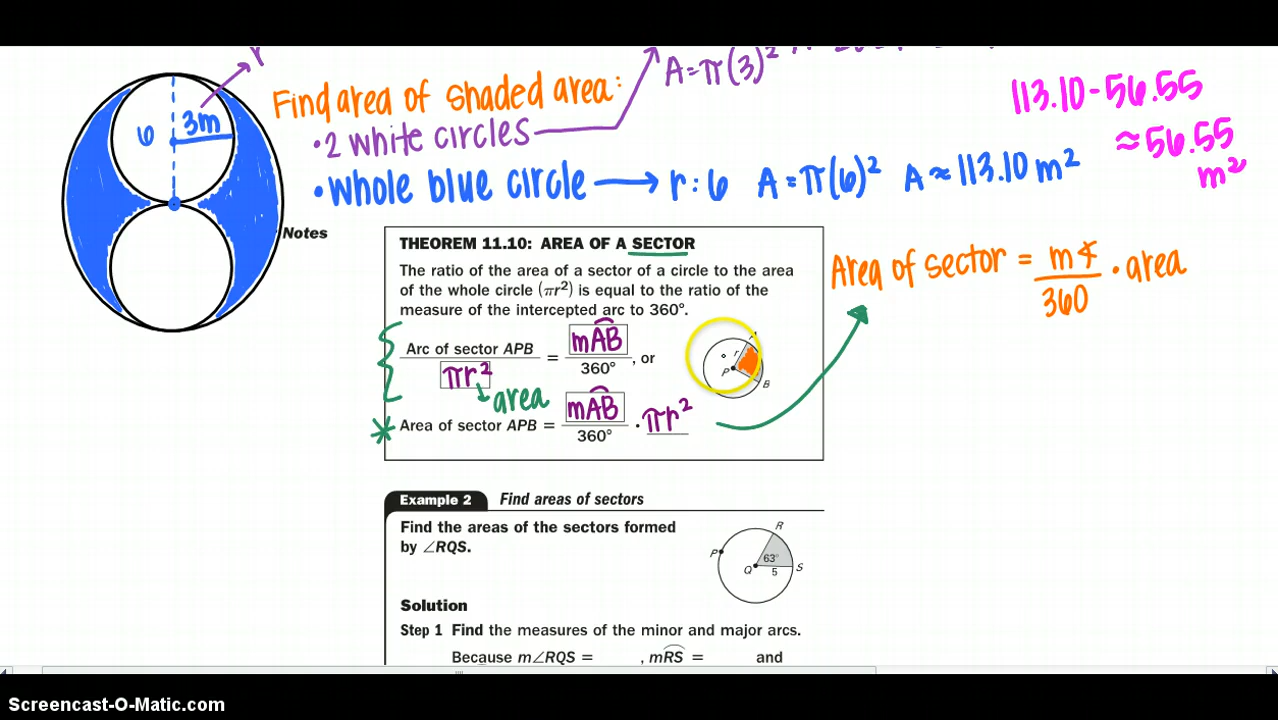 r
A=π(3)²
Find area of shaded area:
6
3m
•2 white circles
•whole blue circle → r:6 A=π(6)² A≈113.10 m²
113.10-56.55
≈56.55
m²
Notes
THEOREM 11.10: AREA OF A SECTOR
The ratio of the area of a sector of a circle to the area
of the whole circle (πr²) is equal to the ratio of the
measure of the intercepted arc to 360°.
Arc of sector APB / πr² = mAB / 360°, or
area
*Area of sector APB = mAB / 360° · πr²
r
P
B
Area of sector = m∡ / 360 · area
Example 2 Find areas of sectors
Find the areas of the sectors formed
by ∠RQS.
R
P
63°
Q
S
5
Solution
Step 1 Find the measures of the minor and major arcs.
Because m∠RQS = , mRS = and
Screencast-O-Matic.com